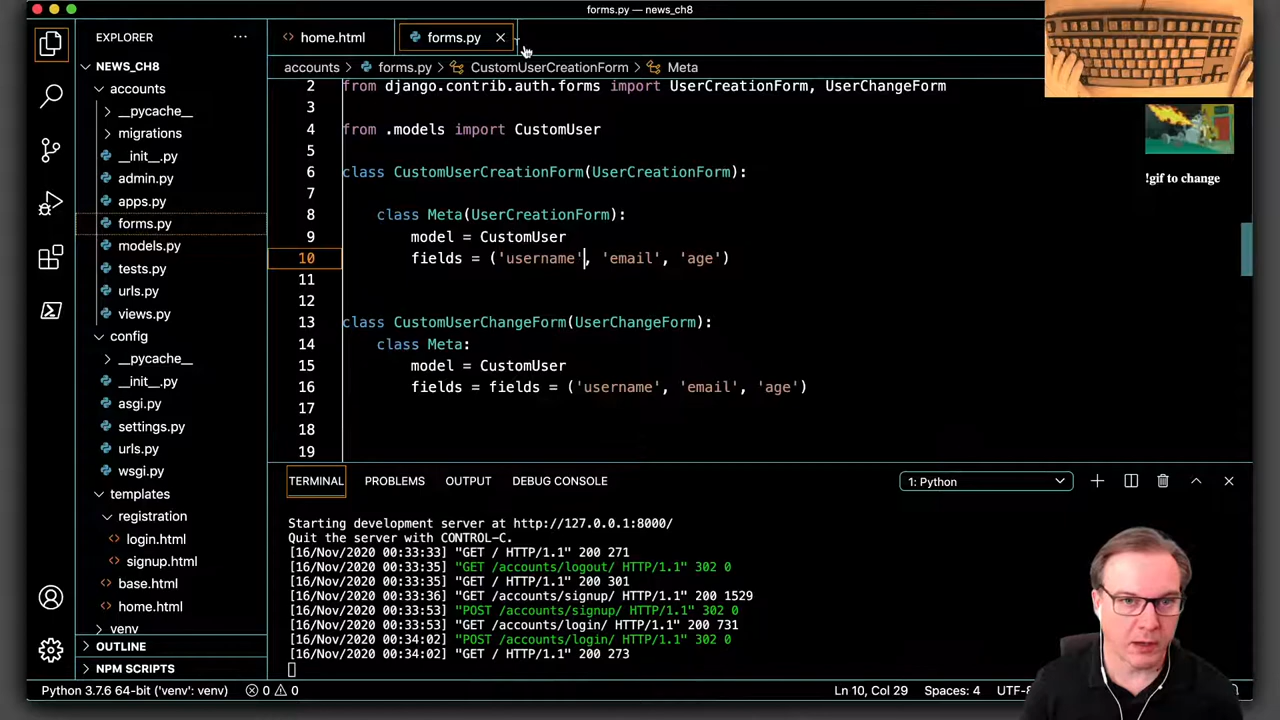 forms.py — news_ch8
EXPLORER
home.html
forms.py
NEWS_CH8
accounts
__pycache__
migrations
__init__.py
admin.py
apps.py
forms.py
models.py
tests.py
urls.py
views.py
config
__pycache__
__init__.py
asgi.py
settings.py
urls.py
wsgi.py
templates
registration
login.html
signup.html
base.html
home.html
venv
OUTLINE
NPM SCRIPTS
accounts > forms.py > CustomUserCreationForm > Meta
2 from django.contrib.auth.forms import UserCreationForm, UserChangeForm
3
4 from .models import CustomUser
5
6 class CustomUserCreationForm(UserCreationForm):
7
8 class Meta(UserCreationForm):
9 model = CustomUser
10 fields = ('username', 'email', 'age')
11
12
13 class CustomUserChangeForm(UserChangeForm):
14 class Meta:
15 model = CustomUser
16 fields = fields = ('username', 'email', 'age')
17
18
19
TERMINAL PROBLEMS OUTPUT DEBUG CONSOLE 1: Python
Starting development server at http://127.0.0.1:8000/
Quit the server with CONTROL-C.
[16/Nov/2020 00:33:33] "GET / HTTP/1.1" 200 271
[16/Nov/2020 00:33:35] "GET /accounts/logout/ HTTP/1.1" 302 0
[16/Nov/2020 00:33:35] "GET / HTTP/1.1" 200 301
[16/Nov/2020 00:33:36] "GET /accounts/signup/ HTTP/1.1" 200 1529
[16/Nov/2020 00:33:53] "POST /accounts/signup/ HTTP/1.1" 302 0
[16/Nov/2020 00:33:53] "GET /accounts/login/ HTTP/1.1" 200 731
[16/Nov/2020 00:34:02] "POST /accounts/login/ HTTP/1.1" 302 0
[16/Nov/2020 00:34:02] "GET / HTTP/1.1" 200 273
!gif to change
Python 3.7.6 64-bit ('venv': venv) 0 0 Ln 10, Col 29 Spaces: 4 UTF-8